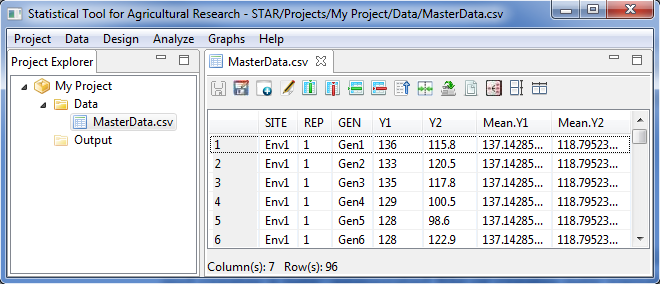 Statistical Tool for Agricultural Research - STAR/Projects/My Project/Data/MasterData.csv
Project Data Design Analyze Graphs Help
Project Explorer
My Project
Data
MasterData.csv
Output
MasterData.csv
SITE REP GEN Y1 Y2 Mean.Y1 Mean.Y2
1 Env1 1 Gen1 136 115.8 137.14285... 118.79523...
2 Env1 1 Gen2 133 120.5 137.14285... 118.79523...
3 Env1 1 Gen3 135 117.8 137.14285... 118.79523...
4 Env1 1 Gen4 129 100.5 137.14285... 118.79523...
5 Env1 1 Gen5 128 98.6 137.14285... 118.79523...
6 Env1 1 Gen6 128 122.9 137.14285... 118.79523...
Column(s): 7 Row(s): 96